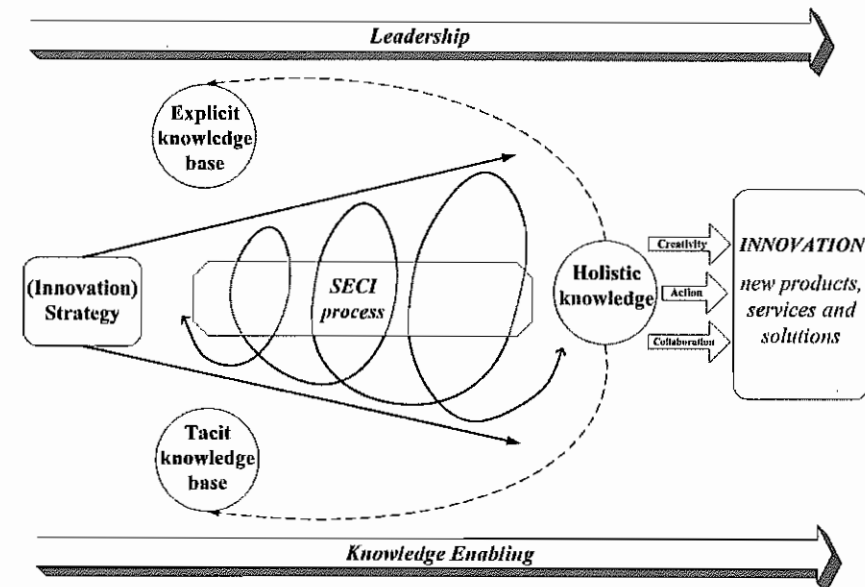 Leadership
Explicit
knowledge
base
(Innovation)
Strategy
SECI
process
Holistic
knowledge
Creativity
Action
Collaboration
INNOVATION
new products,
services and
solutions
Tacit
knowledge
base
Knowledge Enabling